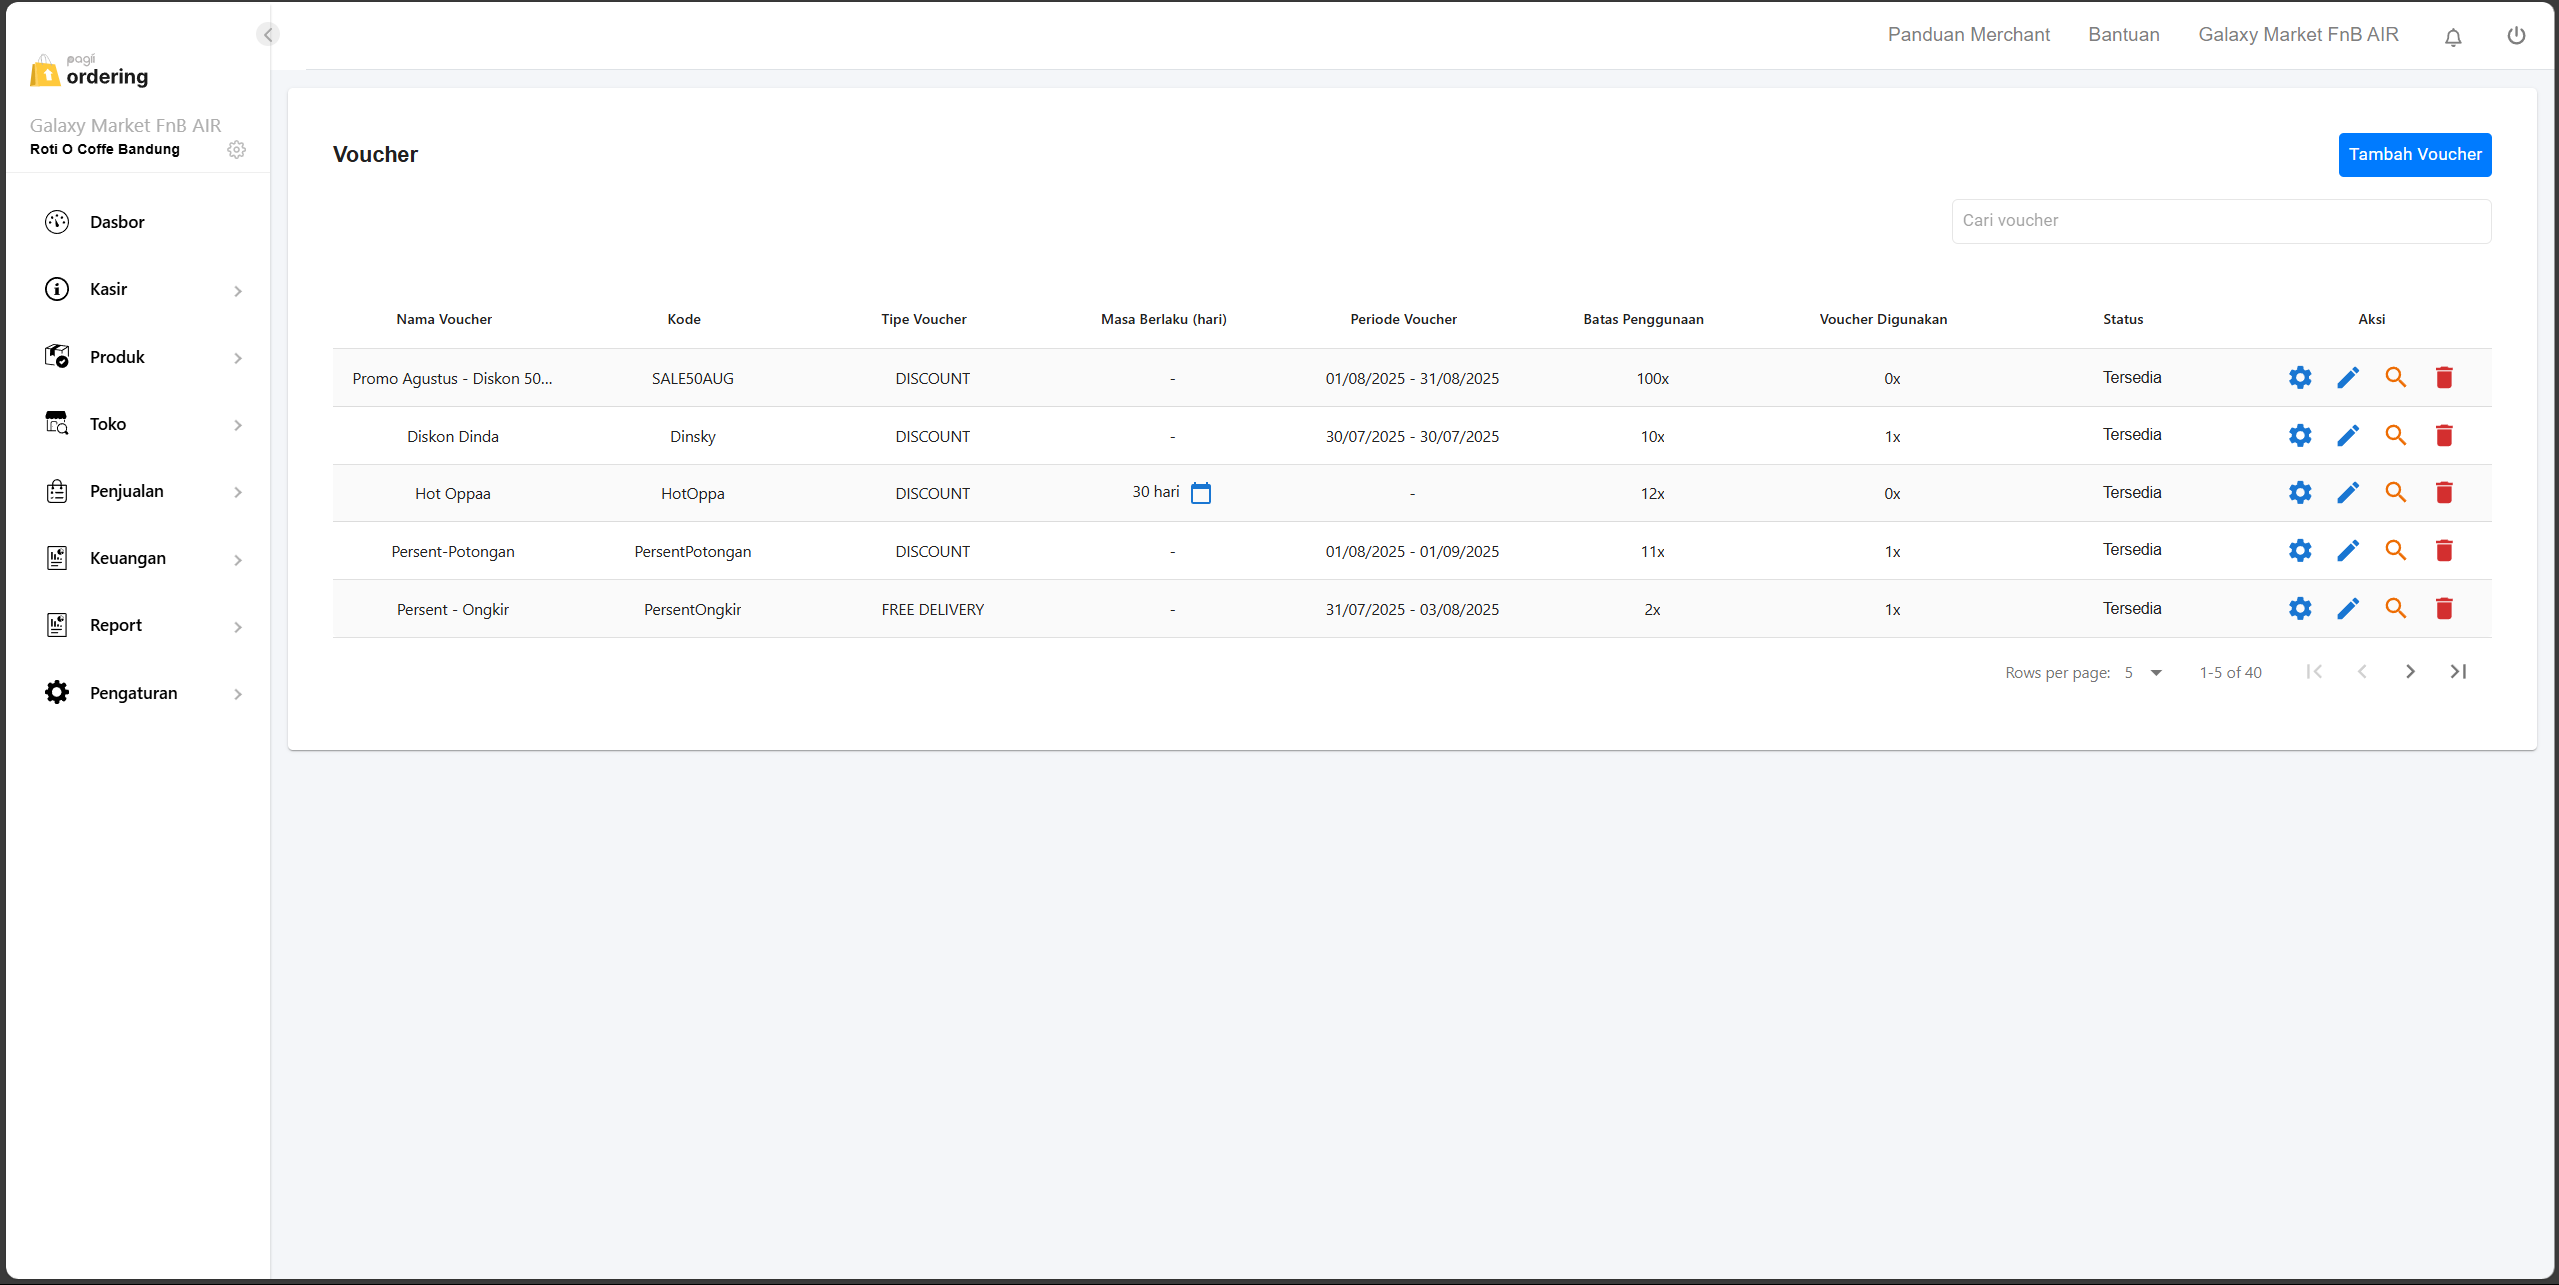 Panduan Merchant Bantuan Galaxy Market FnB AIR
pagii
ordering
Galaxy Market FnB AIR
Roti O Coffe Bandung
Dasbor
Kasir
Produk
Toko
Penjualan
Keuangan
Report
Pengaturan
Voucher
Tambah Voucher
Cari voucher
Nama Voucher Kode Tipe Voucher Masa Berlaku (hari) Periode Voucher Batas Penggunaan Voucher Digunakan Status Aksi
Promo Agustus - Diskon 50... SALE50AUG DISCOUNT - 01/08/2025 - 31/08/2025 100x 0x Tersedia
Diskon Dinda Dinsky DISCOUNT - 30/07/2025 - 30/07/2025 10x 1x Tersedia
Hot Oppaa HotOppa DISCOUNT 30 hari - 12x 0x Tersedia
Persent-Potongan PersentPotongan DISCOUNT - 01/08/2025 - 01/09/2025 11x 1x Tersedia
Persent - Ongkir PersentOngkir FREE DELIVERY - 31/07/2025 - 03/08/2025 2x 1x Tersedia
Rows per page: 5 1-5 of 40